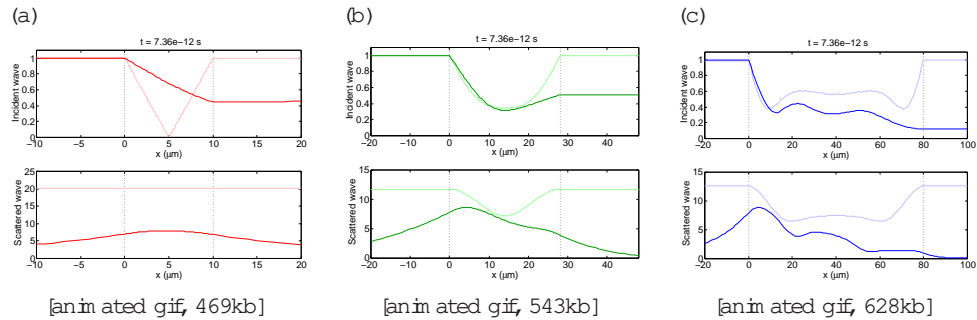 (a)
t = 7.36e−12 s
Incident wave
1
0.8
0.6
0.4
0.2
0
−10 −5 0 5 10 15 20
x (μm)
Scattered wave
25
20
15
10
5
0
−10 −5 0 5 10 15 20
x (μm)
[animated gif, 469kb]
(b)
t = 7.36e−12 s
Incident wave
1
0.8
0.6
0.4
0.2
0
−20 −10 0 10 20 30 40
x (μm)
Scattered wave
15
10
5
0
−20 −10 0 10 20 30 40
x (μm)
[animated gif, 543kb]
(c)
t = 7.36e−12 s
Incident wave
1
0.8
0.6
0.4
0.2
0
−20 0 20 40 60 80 100
x (μm)
Scattered wave
15
10
5
0
−20 0 20 40 60 80 100
x (μm)
[animated gif, 628kb]